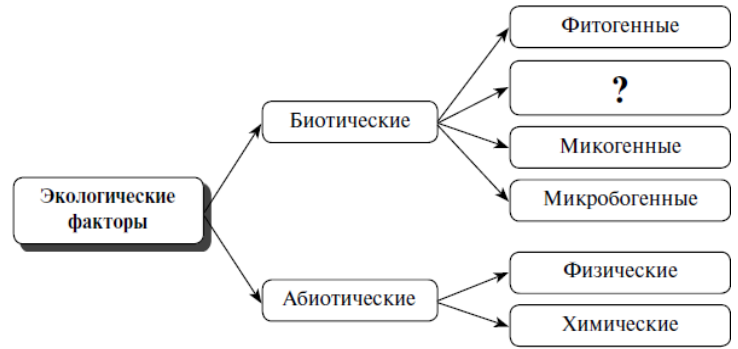 Экологические
факторы
Биотические
Абиотические
Фитогенные
?
Микогенные
Микробогенные
Физические
Химические